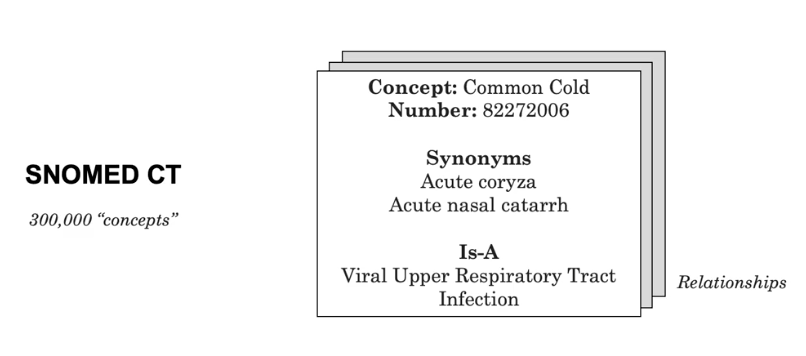 SNOMED CT
300,000 “concepts”
Concept: Common Cold
Number: 82272006
Synonyms
Acute coryza
Acute nasal catarrh
Is-A
Viral Upper Respiratory Tract
Infection
Relationships